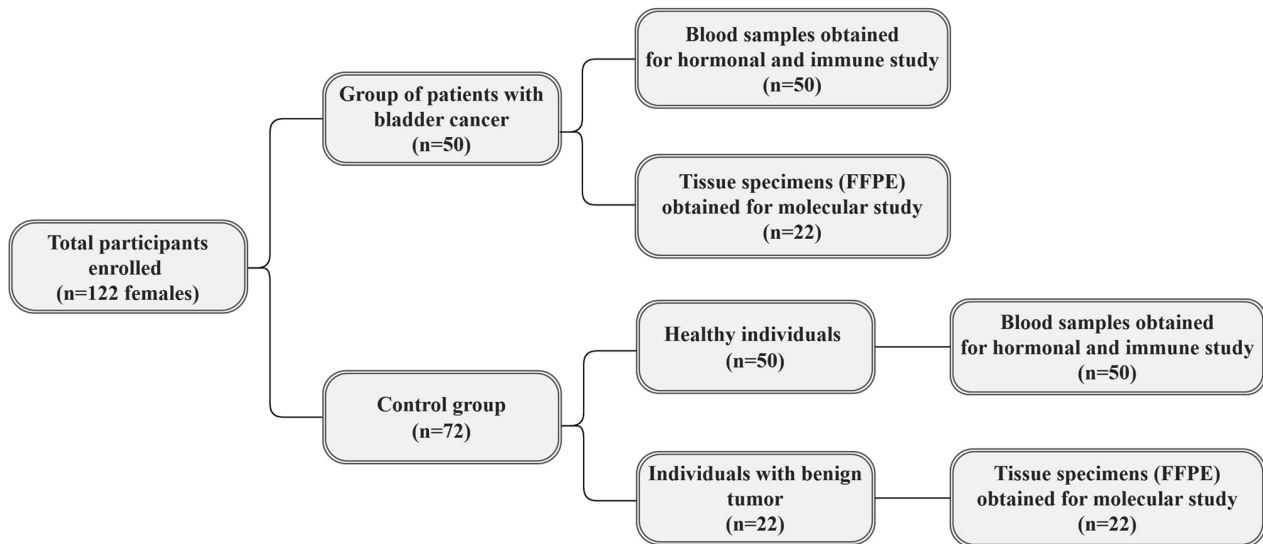 Total participants
enrolled
(n=122 females)
Group of patients with
bladder cancer
(n=50)
Blood samples obtained
for hormonal and immune study
(n=50)
Tissue specimens (FFPE)
obtained for molecular study
(n=22)
Control group
(n=72)
Healthy individuals
(n=50)
Blood samples obtained
for hormonal and immune study
(n=50)
Individuals with benign
tumor
(n=22)
Tissue specimens (FFPE)
obtained for molecular study
(n=22)